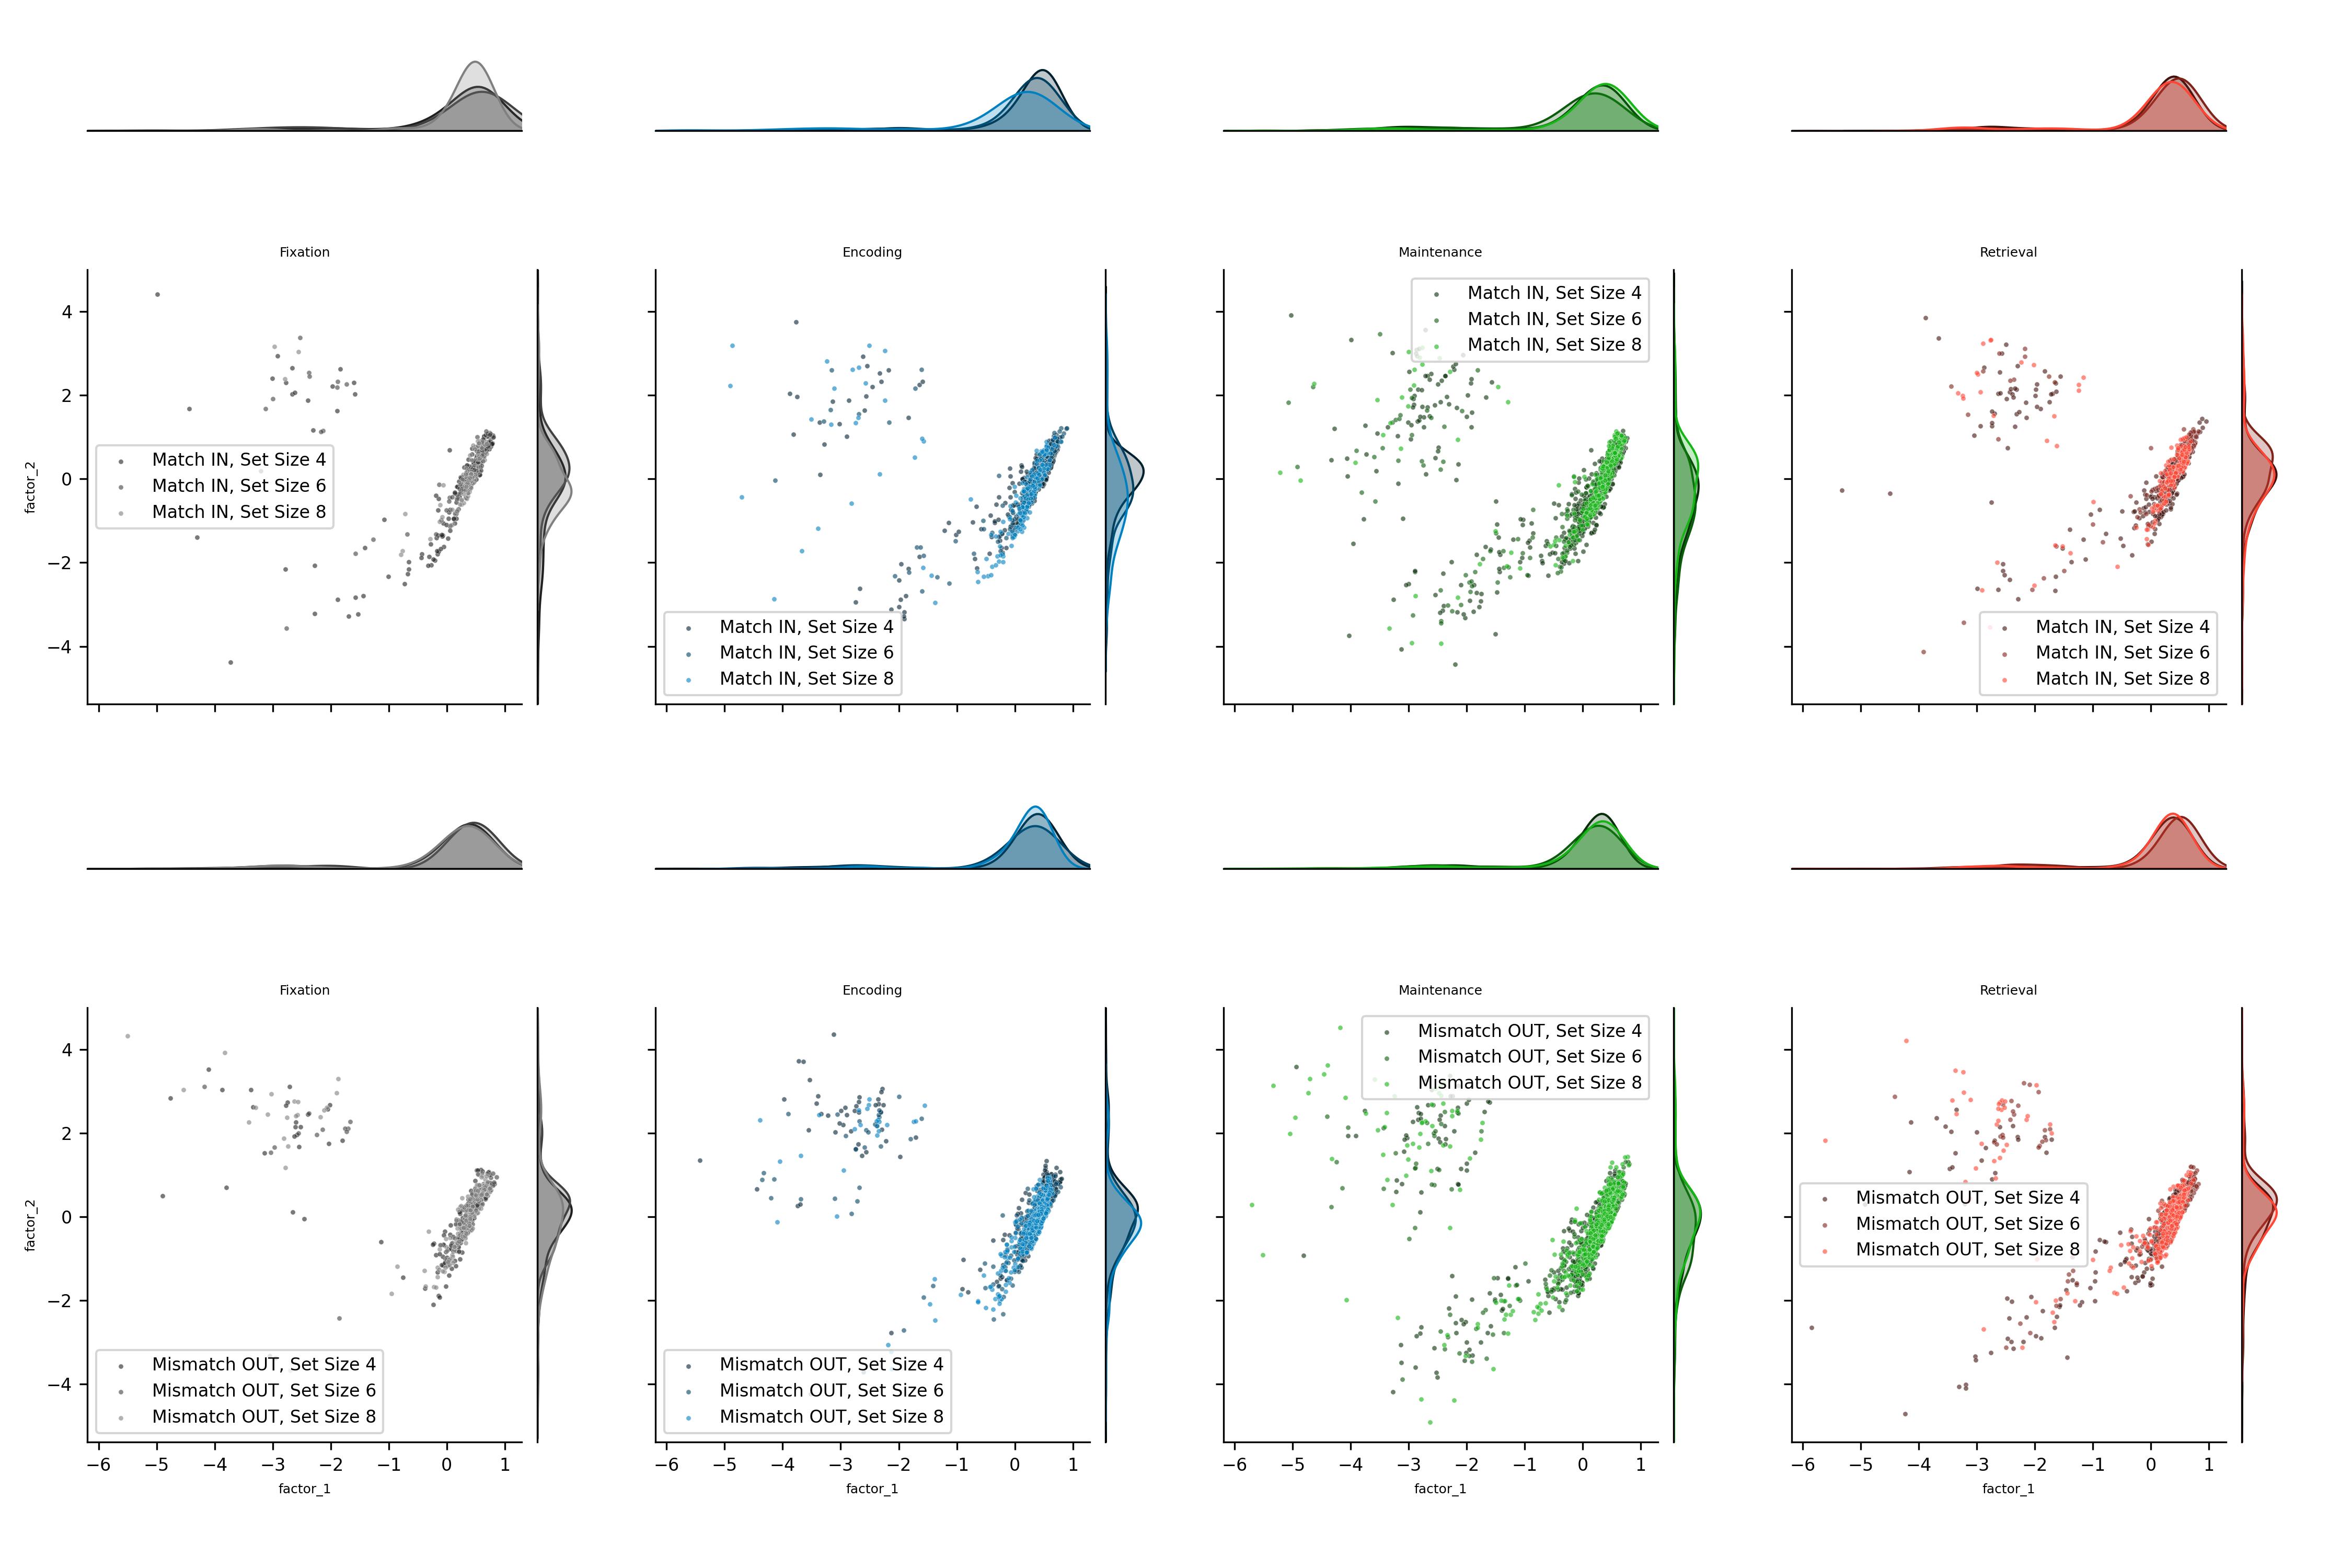 Fixation
Encoding
Maintenance
Retrieval
factor_2
4
2
0
−2
−4
Match IN, Set Size 4
Match IN, Set Size 6
Match IN, Set Size 8
Match IN, Set Size 4
Match IN, Set Size 6
Match IN, Set Size 8
Match IN, Set Size 4
Match IN, Set Size 6
Match IN, Set Size 8
Match IN, Set Size 4
Match IN, Set Size 6
Match IN, Set Size 8
Fixation
Encoding
Maintenance
Retrieval
factor_2
4
2
0
−2
−4
Mismatch OUT, Set Size 4
Mismatch OUT, Set Size 6
Mismatch OUT, Set Size 8
Mismatch OUT, Set Size 4
Mismatch OUT, Set Size 6
Mismatch OUT, Set Size 8
Mismatch OUT, Set Size 4
Mismatch OUT, Set Size 6
Mismatch OUT, Set Size 8
Mismatch OUT, Set Size 4
Mismatch OUT, Set Size 6
Mismatch OUT, Set Size 8
−6 −5 −4 −3 −2 −1 0 1
−6 −5 −4 −3 −2 −1 0 1
−6 −5 −4 −3 −2 −1 0 1
−6 −5 −4 −3 −2 −1 0 1
factor_1
factor_1
factor_1
factor_1